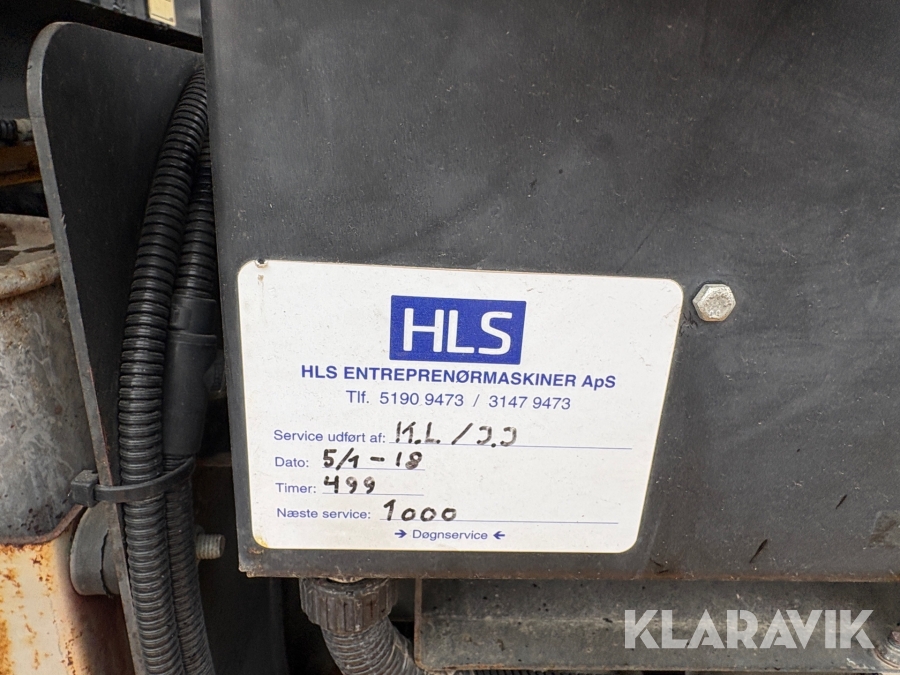 HLS
HLS ENTREPRENØRMASKINER ApS
Tlf. 5190 9473 / 3147 9473
Service udført af: K.L / J.J
Dato: 5/1-18
Timer: 499
Næste service: 1000
→ Døgnservice ←
KLARAVIK